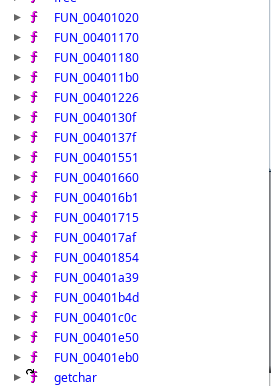 free
FUN_00401020
FUN_00401170
FUN_00401180
FUN_004011b0
FUN_00401226
FUN_0040130f
FUN_0040137f
FUN_00401551
FUN_00401660
FUN_004016b1
FUN_00401715
FUN_004017af
FUN_00401854
FUN_00401a39
FUN_00401b4d
FUN_00401c0c
FUN_00401e50
FUN_00401eb0
getchar